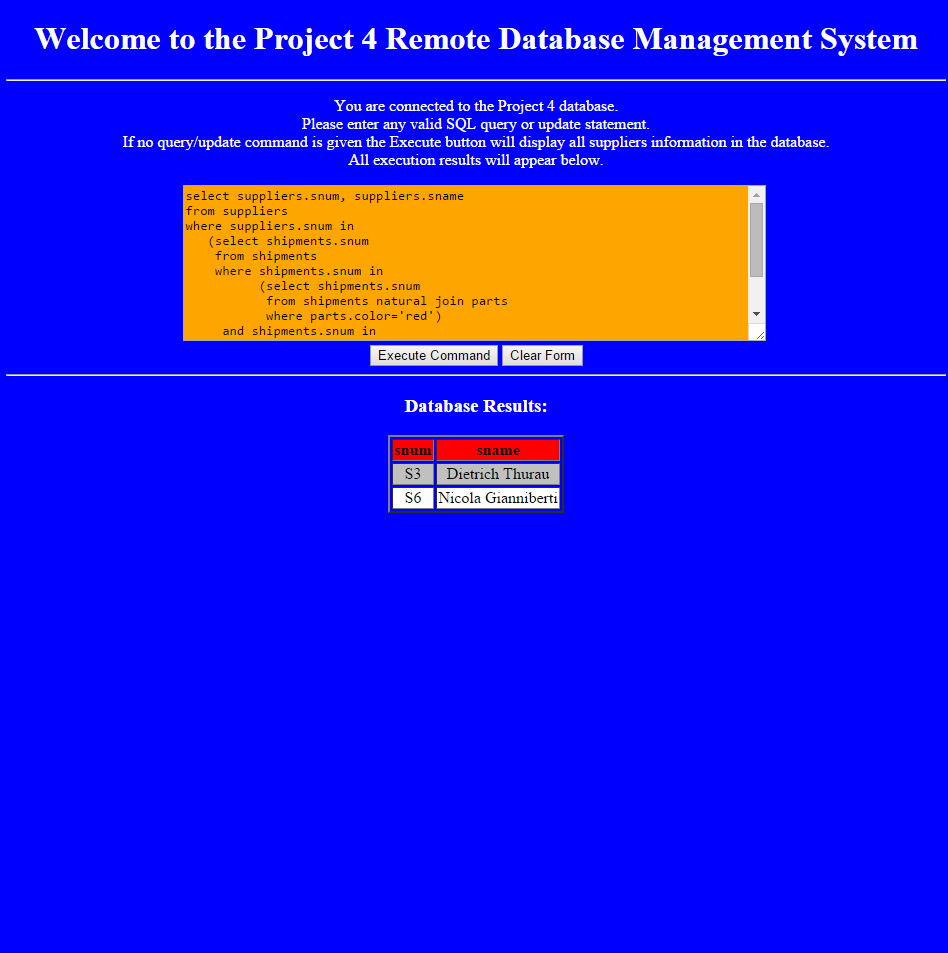 Welcome to the Project 4 Remote Database Management System
You are connected to the Project 4 database.
Please enter any valid SQL query or update statement.
If no query/update command is given the Execute button will display all suppliers information in the database.
All execution results will appear below.
select suppliers.snum, suppliers.sname
from suppliers
where suppliers.snum in
   (select shipments.snum
    from shipments
    where shipments.snum in
          (select shipments.snum
           from shipments natural join parts
           where parts.color='red')
     and shipments.snum in
Execute Command Clear Form
Database Results:
snum sname
S3 Dietrich Thurau
S6 Nicola Gianniberti